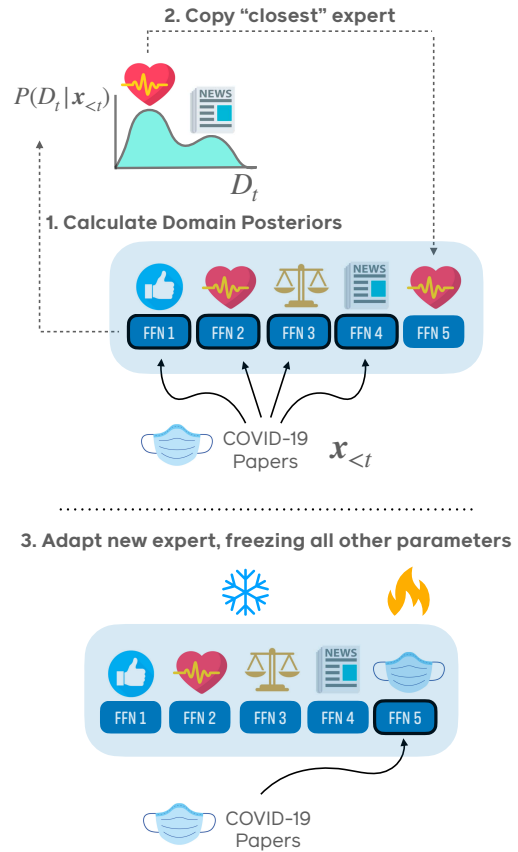 2. Copy “closest” expert
P(D_t | x_{<t})
NEWS
D_t
1. Calculate Domain Posteriors
NEWS
FFN 1 FFN 2 FFN 3 FFN 4 FFN 5
COVID-19
Papers
x_{<t}
3. Adapt new expert, freezing all other parameters
NEWS
FFN 1 FFN 2 FFN 3 FFN 4 FFN 5
COVID-19
Papers